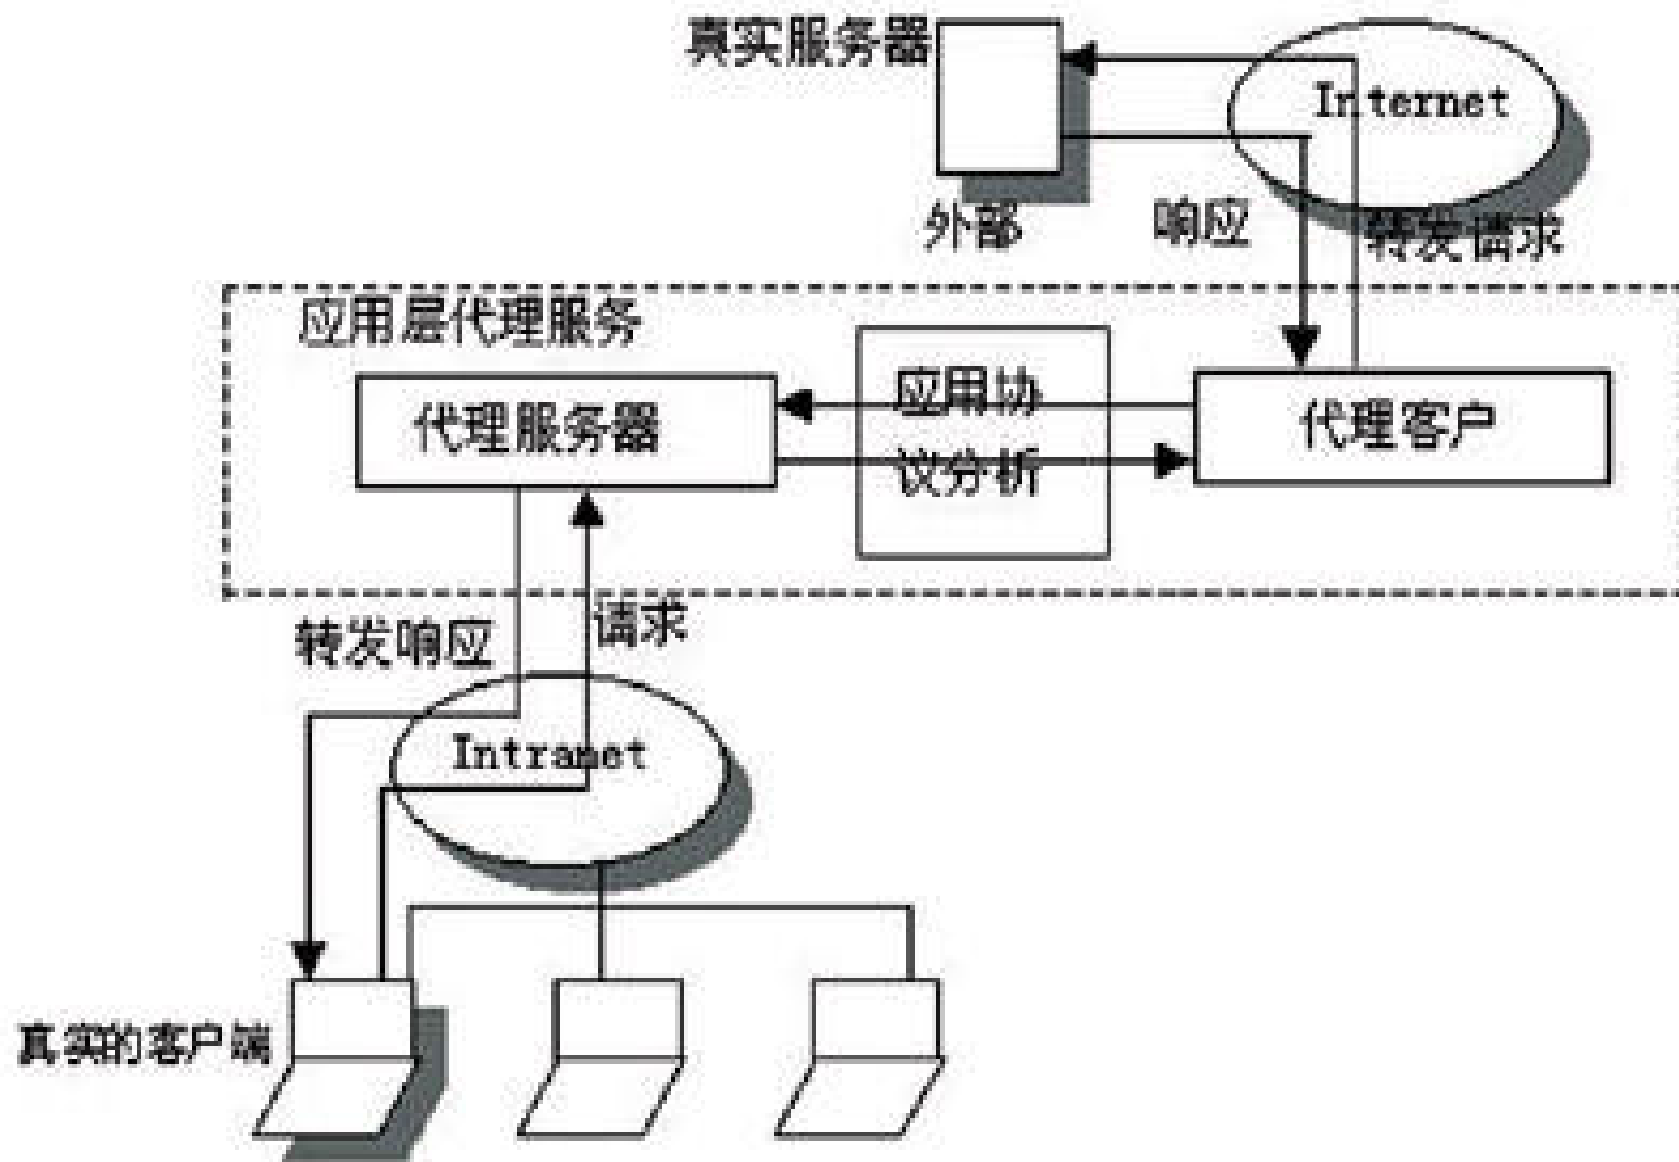 真实服务器
Internet
外部
响应
转发请求
应用层代理服务
代理服务器
应用协
议分析
代理客户
转发响应
请求
Intranet
真实的客户端